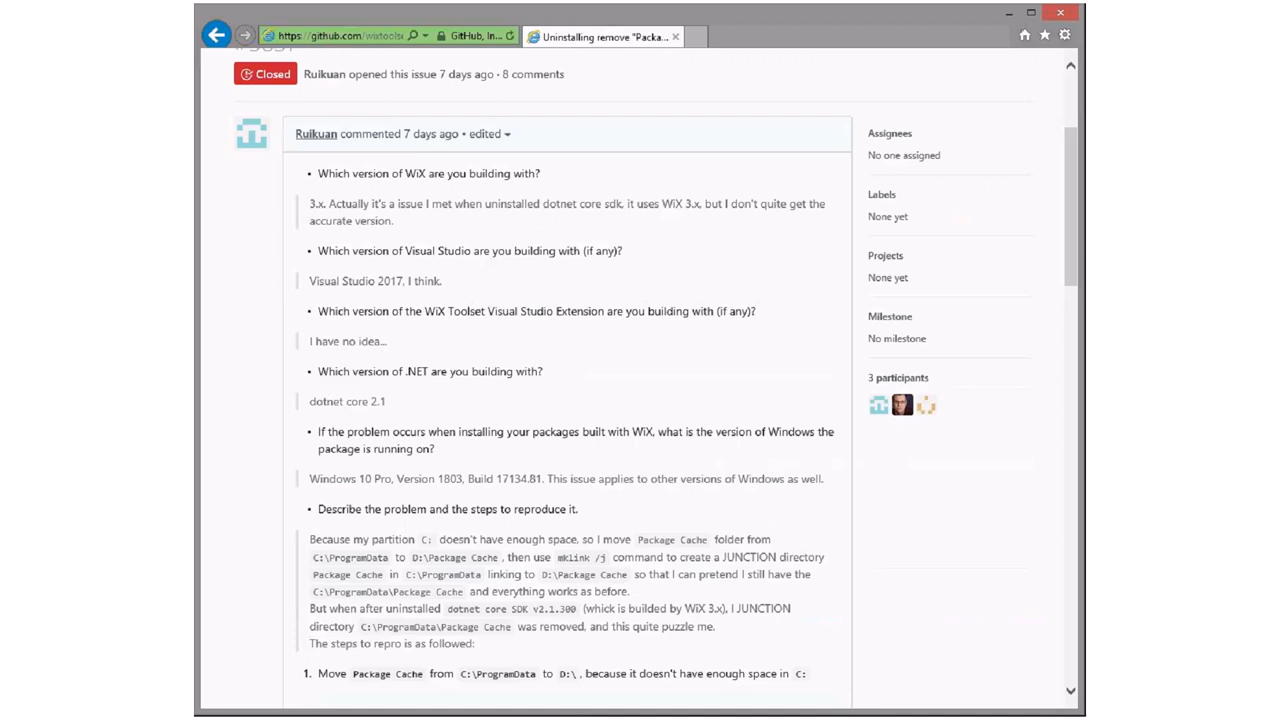 https://github.com/wixtools
GitHub, In...
Uninstalling remove "Packa...
Closed
Ruikuan opened this issue 7 days ago · 8 comments
Ruikuan commented 7 days ago • edited
• Which version of WiX are you building with?
3.x. Actually it's a issue I met when uninstalled dotnet core sdk, it uses WiX 3.x, but I don't quite get the
accurate version.
• Which version of Visual Studio are you building with (if any)?
Visual Studio 2017, I think.
• Which version of the WiX Toolset Visual Studio Extension are you building with (if any)?
I have no idea...
• Which version of .NET are you building with?
dotnet core 2.1
• If the problem occurs when installing your packages built with WiX, what is the version of Windows the
package is running on?
Windows 10 Pro, Version 1803, Build 17134.81. This issue applies to other versions of Windows as well.
• Describe the problem and the steps to reproduce it.
Because my partition C: doesn't have enough space, so I move Package Cache folder from
C:\ProgramData to D:\Package Cache , then use mklink /j command to create a JUNCTION directory
Package Cache in C:\ProgramData linking to D:\Package Cache so that I can pretend I still have the
C:\ProgramData\Package Cache and everything works as before.
But when after uninstalled dotnet core SDK v2.1.300 (whick is builded by WiX 3.x), I JUNCTION
directory C:\ProgramData\Package Cache was removed, and this quite puzzle me.
The steps to repro is as followed:
1. Move Package Cache from C:\ProgramData to D:\ , because it doesn't have enough space in C:
Assignees
No one assigned
Labels
None yet
Projects
None yet
Milestone
No milestone
3 participants